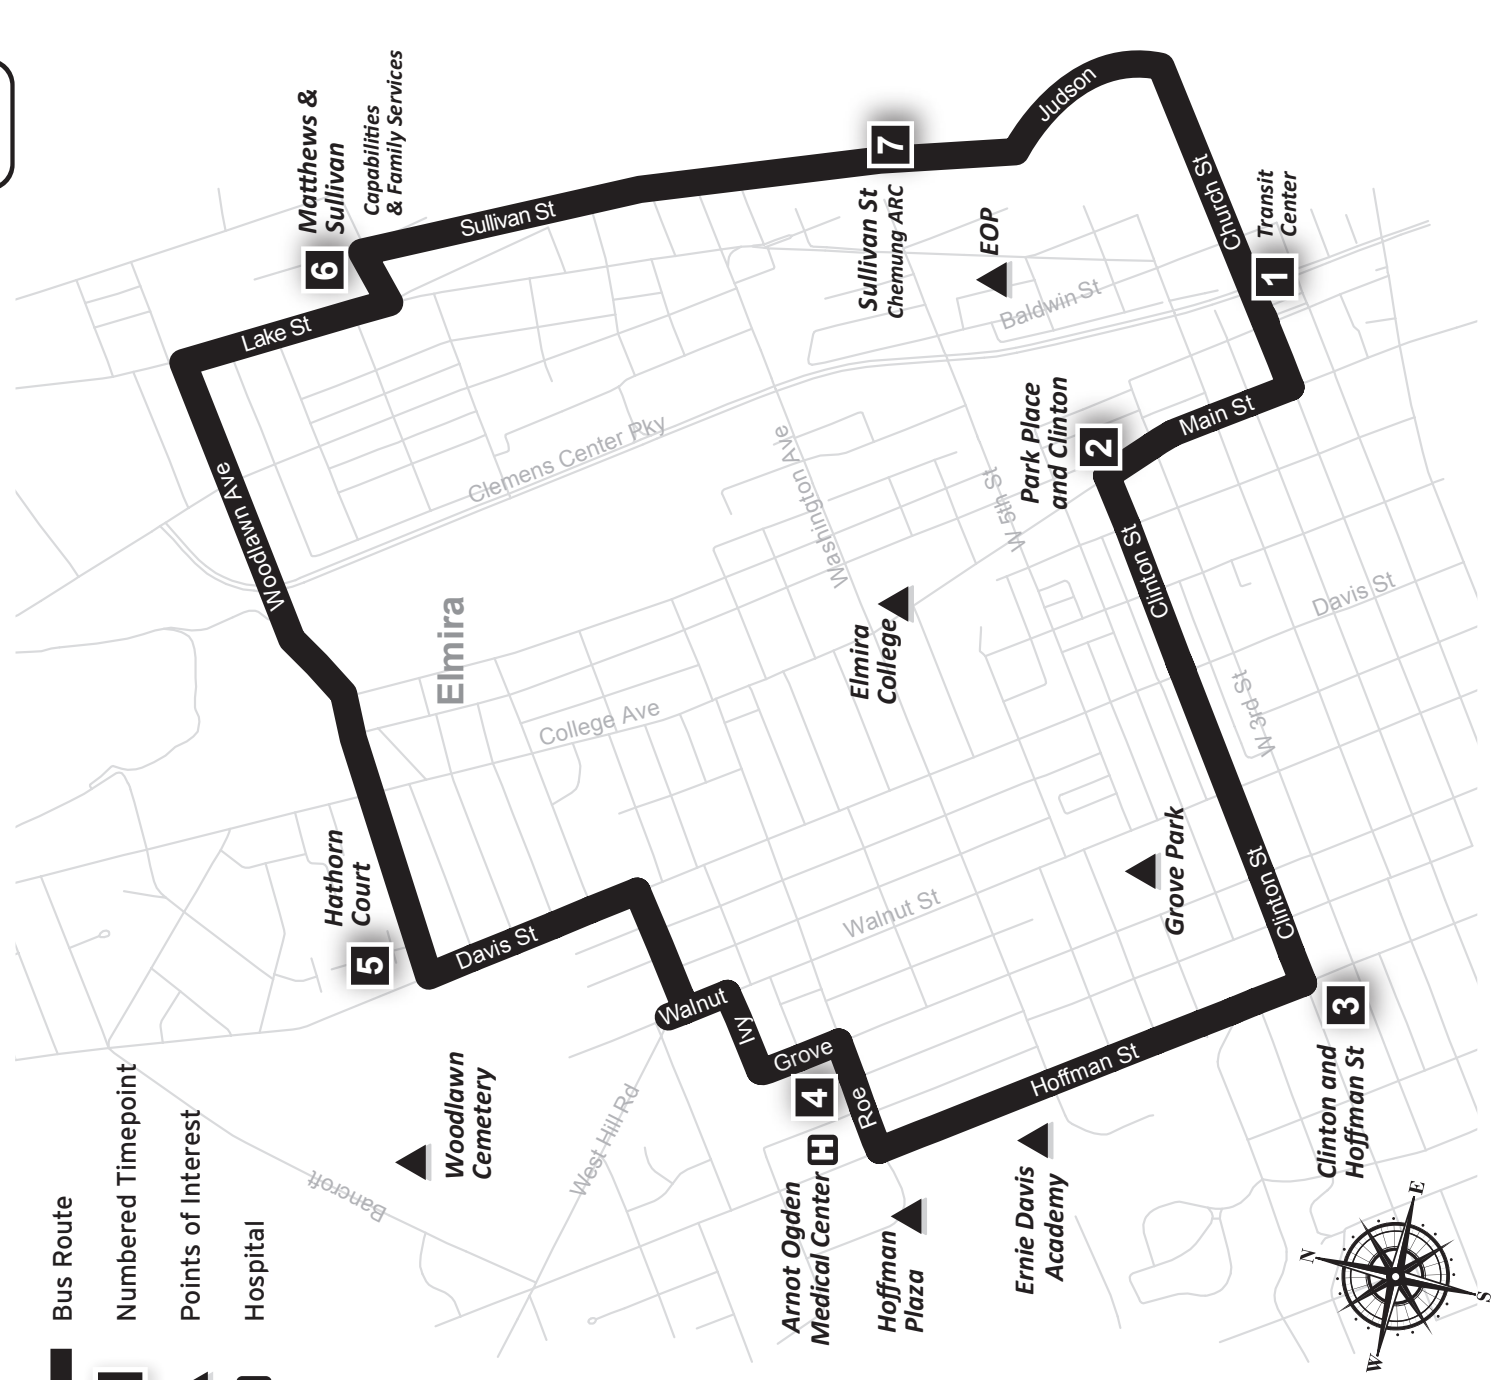 Bus Route
Numbered Timepoint
Points of Interest
Hospital
Matthews &
Sullivan
Capabilities
& Family Services
6
Lake St
Sullivan St
7
Sullivan St
Chemung ARC
EOP
Judson
Church St
Transit
Center
1
Baldwin St
Park Place
and Clinton
2
Main St
Woodlawn Ave
Clemens Center Pky
Washington Ave
W 5th St
Elmira
College Ave
Elmira
College
Clinton St
Davis St
W 3rd St
Hathorn
Court
5
Davis St
Walnut St
Grove Park
Clinton St
Woodlawn
Cemetery
Bancroft
West Hill Rd
Walnut
Ivy
Grove
4
Roe
H
Arnot Ogden
Medical Center
Hoffman
Plaza
Hoffman St
Ernie Davis
Academy
3
Clinton and
Hoffman St
N
E
S
W